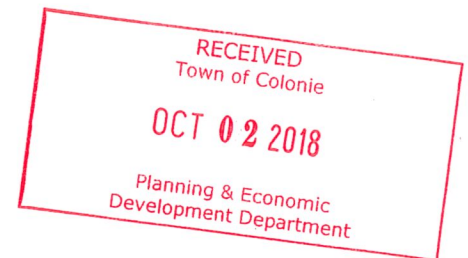 RECEIVED
Town of Colonie
OCT 02 2018
Planning & Economic
Development Department